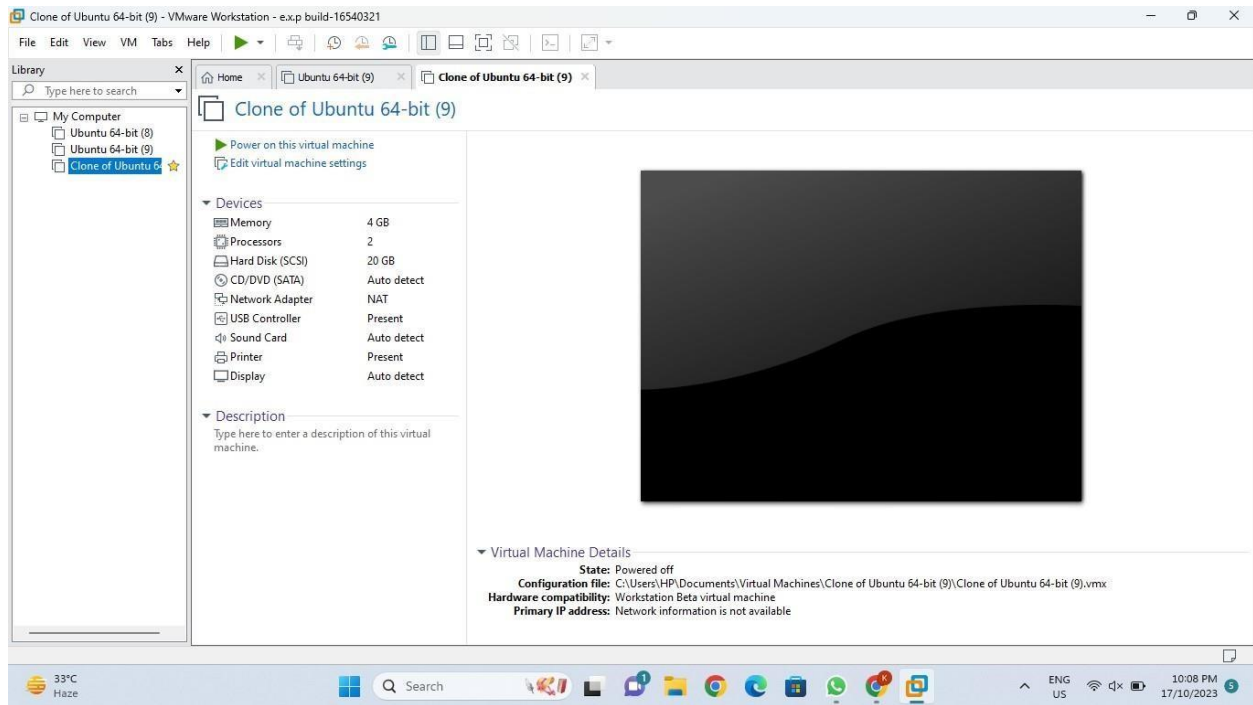 Clone of Ubuntu 64-bit (9) - VMware Workstation - e.x.p build-16540321
File Edit View VM Tabs Help
Library
Type here to search
My Computer
Ubuntu 64-bit (8)
Ubuntu 64-bit (9)
Clone of Ubuntu 64
Home
Ubuntu 64-bit (9)
Clone of Ubuntu 64-bit (9)
Clone of Ubuntu 64-bit (9)
Power on this virtual machine
Edit virtual machine settings
Devices
Memory 4 GB
Processors 2
Hard Disk (SCSI) 20 GB
CD/DVD (SATA) Auto detect
Network Adapter NAT
USB Controller Present
Sound Card Auto detect
Printer Present
Display Auto detect
Description
Type here to enter a description of this virtual
machine.
Virtual Machine Details
State: Powered off
Configuration file: C:\Users\HP\Documents\Virtual Machines\Clone of Ubuntu 64-bit (9)\Clone of Ubuntu 64-bit (9).vmx
Hardware compatibility: Workstation Beta virtual machine
Primary IP address: Network information is not available
33°C
Haze
Search
1
K
ENG
US
10:08 PM
17/10/2023
5